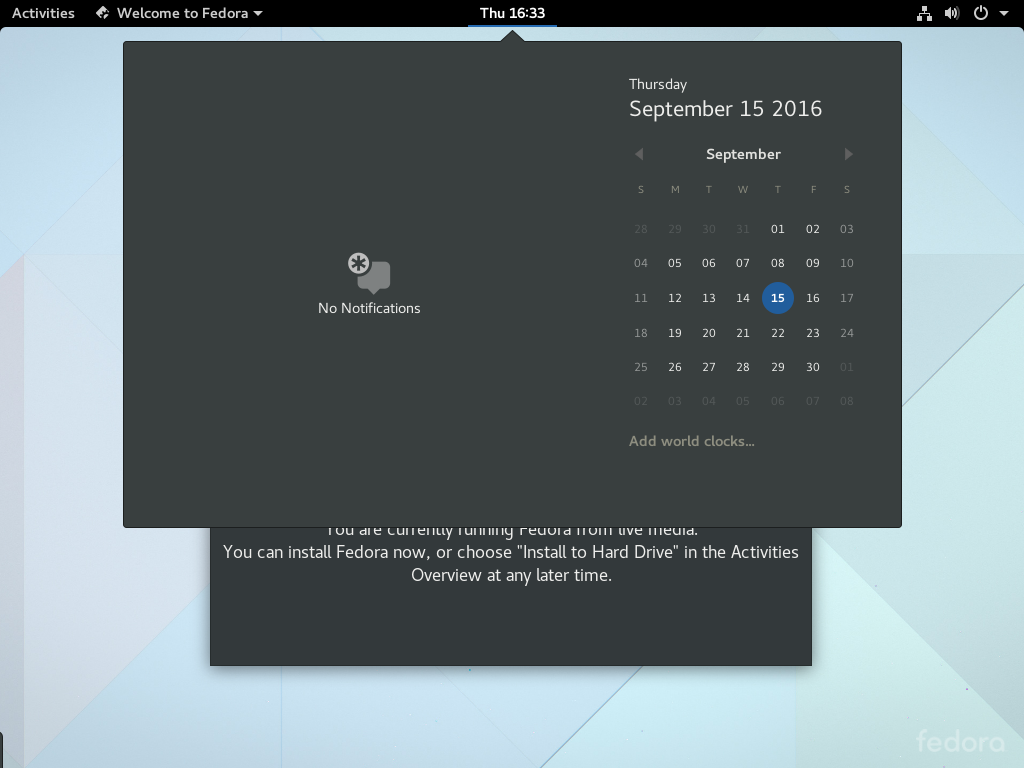 Activities Welcome to Fedora Thu 16:33
Thursday
September 15 2016
September
S M T W T F S
28 29 30 31 01 02 03
04 05 06 07 08 09 10
11 12 13 14 15 16 17
18 19 20 21 22 23 24
25 26 27 28 29 30 01
02 03 04 05 06 07 08
Add world clocks...
No Notifications
You are currently running Fedora from live media.
You can install Fedora now, or choose "Install to Hard Drive" in the Activities
Overview at any later time.
fedora